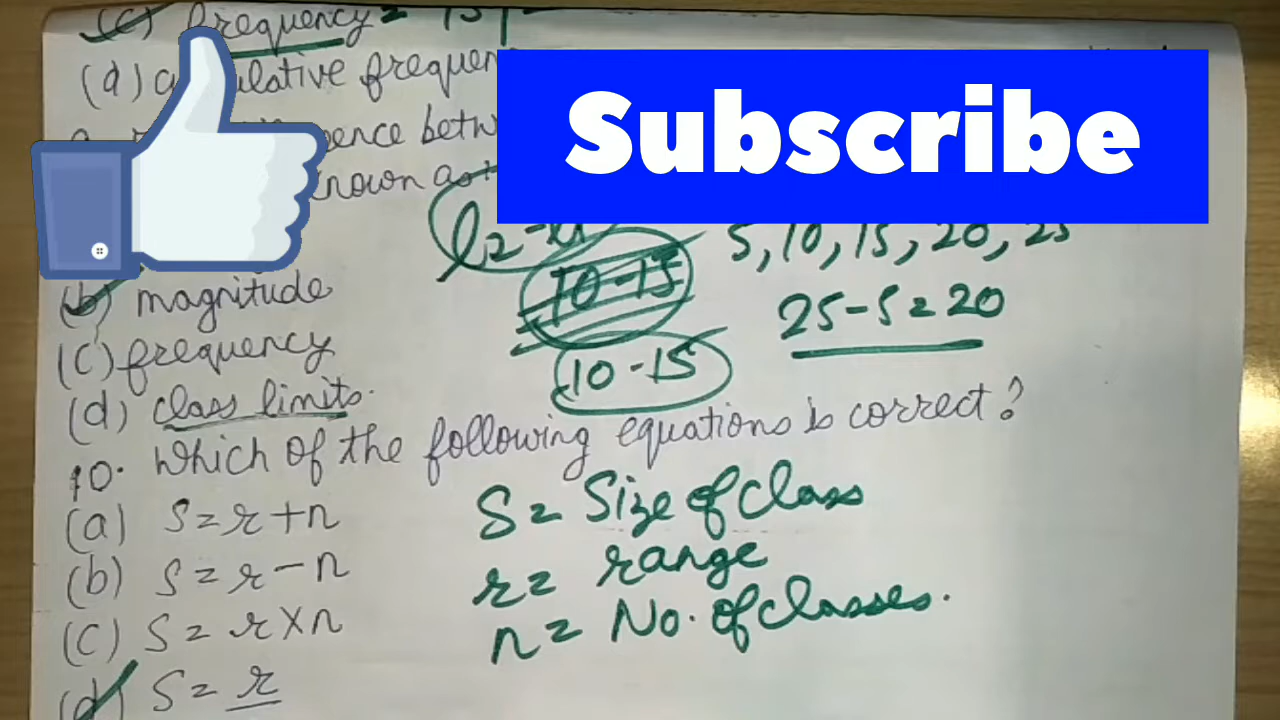 (c) frequency =
(d) cumulative frequen
Subscribe
ence betw
known as
l2-l1
5, 10, 15, 20, 25
10-15
(b) magnitude
25-5=20
(c) frequency
10-15
(d) class limits.
10. Which of the following equations is correct?
S = Size of Class
(a) S=r+n
r = range
(b) S=r-n
n = No. of classes.
(c) S=r×n
(d) S=r